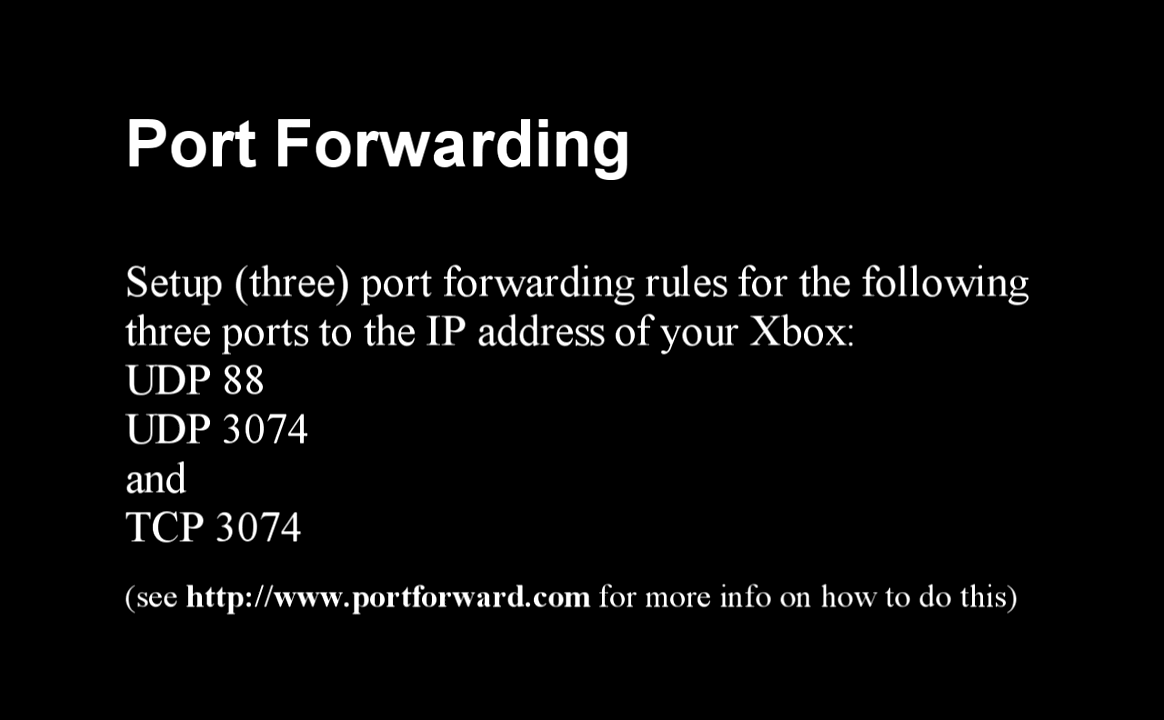 Port Forwarding
Setup (three) port forwarding rules for the following
three ports to the IP address of your Xbox:
UDP 88
UDP 3074
and
TCP 3074
(see http://www.portforward.com for more info on how to do this)